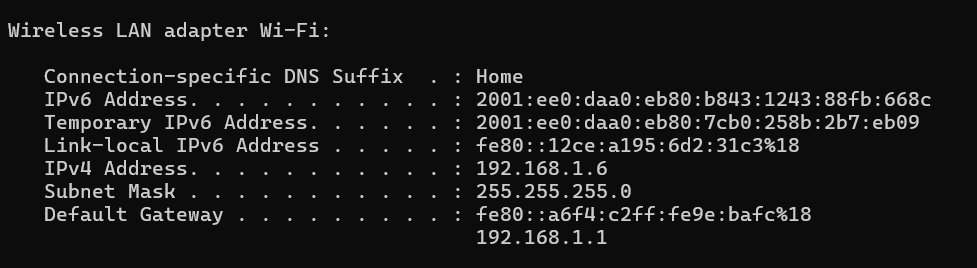 Wireless LAN adapter Wi-Fi:
Connection-specific DNS Suffix  . : Home
IPv6 Address. . . . . . . . . . . : 2001:ee0:daa0:eb80:b843:1243:88fb:668c
Temporary IPv6 Address. . . . . . : 2001:ee0:daa0:eb80:7cb0:258b:2b7:eb09
Link-local IPv6 Address . . . . . : fe80::12ce:a195:6d2:31c3%18
IPv4 Address. . . . . . . . . . . : 192.168.1.6
Subnet Mask . . . . . . . . . . . : 255.255.255.0
Default Gateway . . . . . . . . . : fe80::a6f4:c2ff:fe9e:bafc%18
192.168.1.1